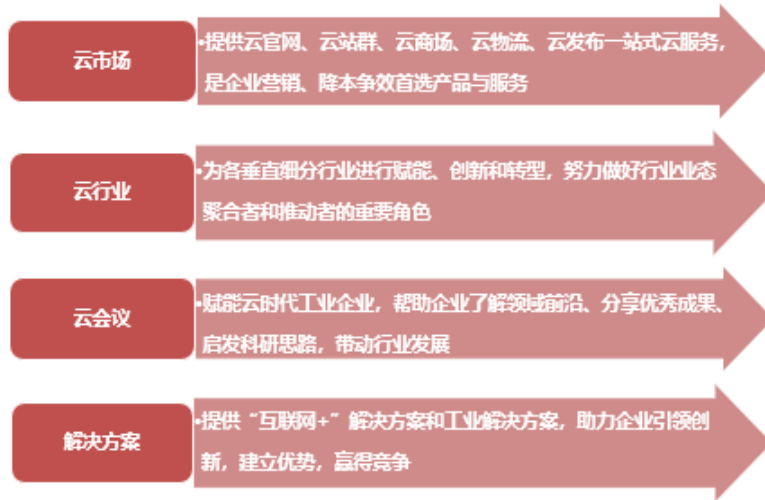 云市场
•提供云官网、云站群、云商场、云物流、云发布一站式云服务，
是企业营销、降本争效首选产品与服务
云行业
•为各垂直细分行业进行赋能、创新和转型，努力做好行业业态
聚合者和推动者的重要角色
云会议
•赋能云时代工业企业，帮助企业了解领域前沿、分享优秀成果、
启发科研思路，带动行业发展
解决方案
•提供“互联网+”解决方案和工业解决方案，助力企业引领创
新，建立优势，赢得竞争